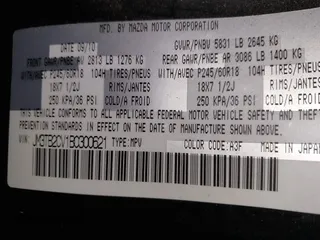 MFD. BY MAZDA MOTOR CORPORATION
DATE 09/10 GVWR/PNBV 5831 LB 2645 KG
FRONT GAWR/PNBE AV 2813 LB 1276 KG REAR GAWR/PNBE AR 3086 LB 1400 KG
WITH/AVEC P245/60R18 104H TIRES/PNEUS WITH/AVEC P245/60R18 104H TIRES/PNEUS
18X7 1/2J RIMS/JANTES 18X7 1/2J RIMS/JANTES
250 KPA/36 PSI COLD/A FROID 250 KPA/36 PSI COLD/A FROID
THIS VEHICLE CONFORMS TO ALL APPLICABLE FEDERAL MOTOR VEHICLE SAFETY AND THEFT
PREVENTION STANDARDS IN EFFECT ON THE DATE OF MANUFACTURE SHOWN ABOVE.
JM3TB2CV1B0300621 TYPE: MPV COLOR CODE: A3F MADE IN JAPAN